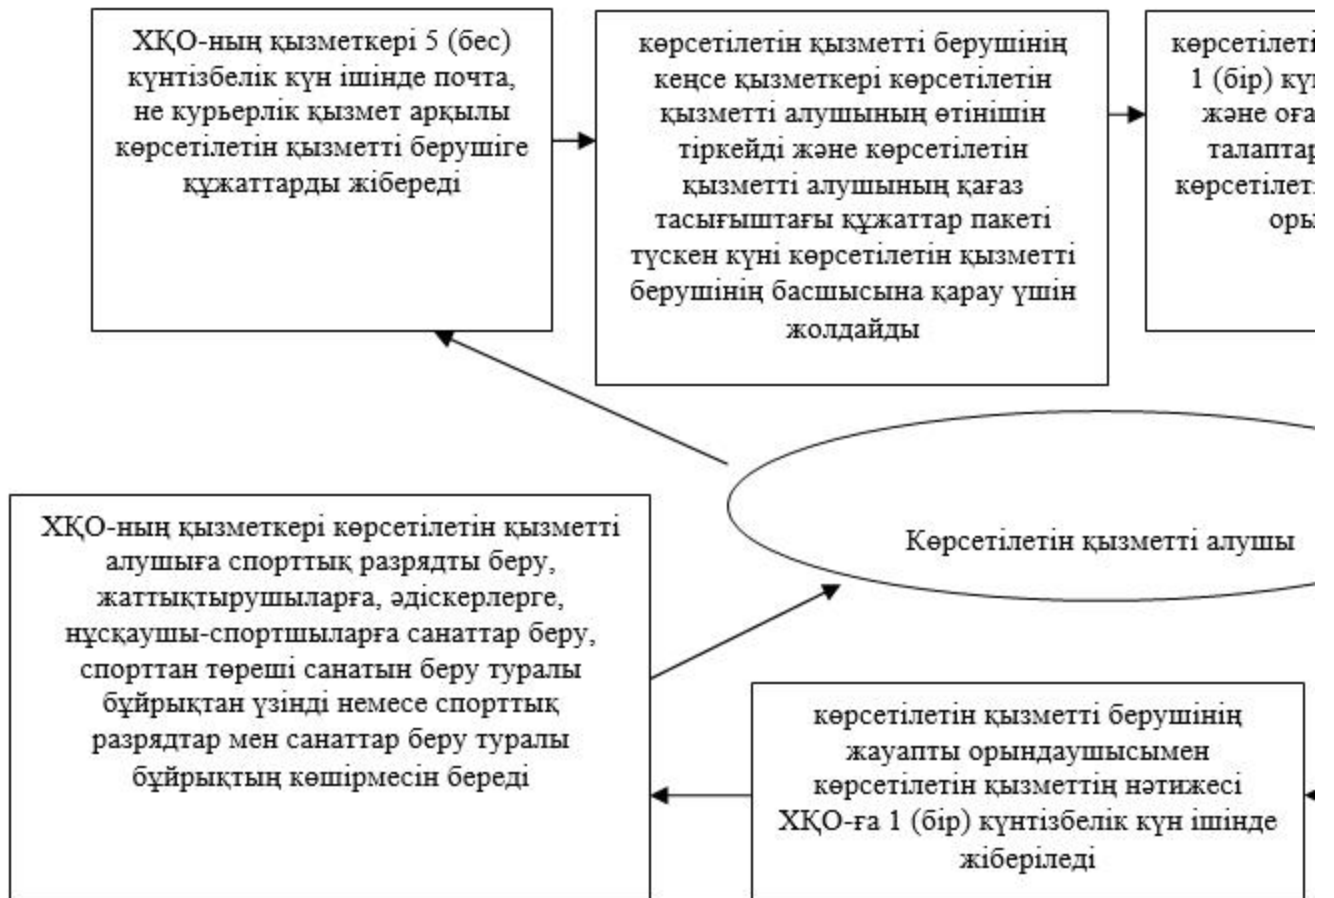 ХҚО-ның қызметкері 5 (бес)
күнтізбелік күн ішінде почта,
не курьерлік қызмет арқылы
көрсетілетін қызметті берушіге
құжаттарды жібереді
көрсетілетін қызметті берушінің
кеңсе қызметкері көрсетілетін
қызметті алушының өтінішін
тіркейді және көрсетілетін
қызметті алушының қағаз
тасығыштағы құжаттар пакеті
түскен күні көрсетілетін қызметті
берушінің басшысына қарау үшін
жолдайды
1 (бір)
және
Көрсетілетін қызметті алушы
ХҚО-ның қызметкері көрсетілетін қызметті
алушыға спорттық разрядты беру,
жаттықтырушыларға, әдіскерлерге,
нұсқаушы-спортшыларға санаттар беру,
спорттан төреші санатын беру туралы
бұйрықтан үзінді немесе спорттық
разрядтар мен санаттар беру туралы
бұйрықтың көшірмесін береді
көрсетілетін қызметті берушінің
жауапты орындаушысымен
көрсетілетін қызметтің нәтижесі
ХҚО-ға 1 (бір) күнтізбелік күн ішінде
жіберіледі